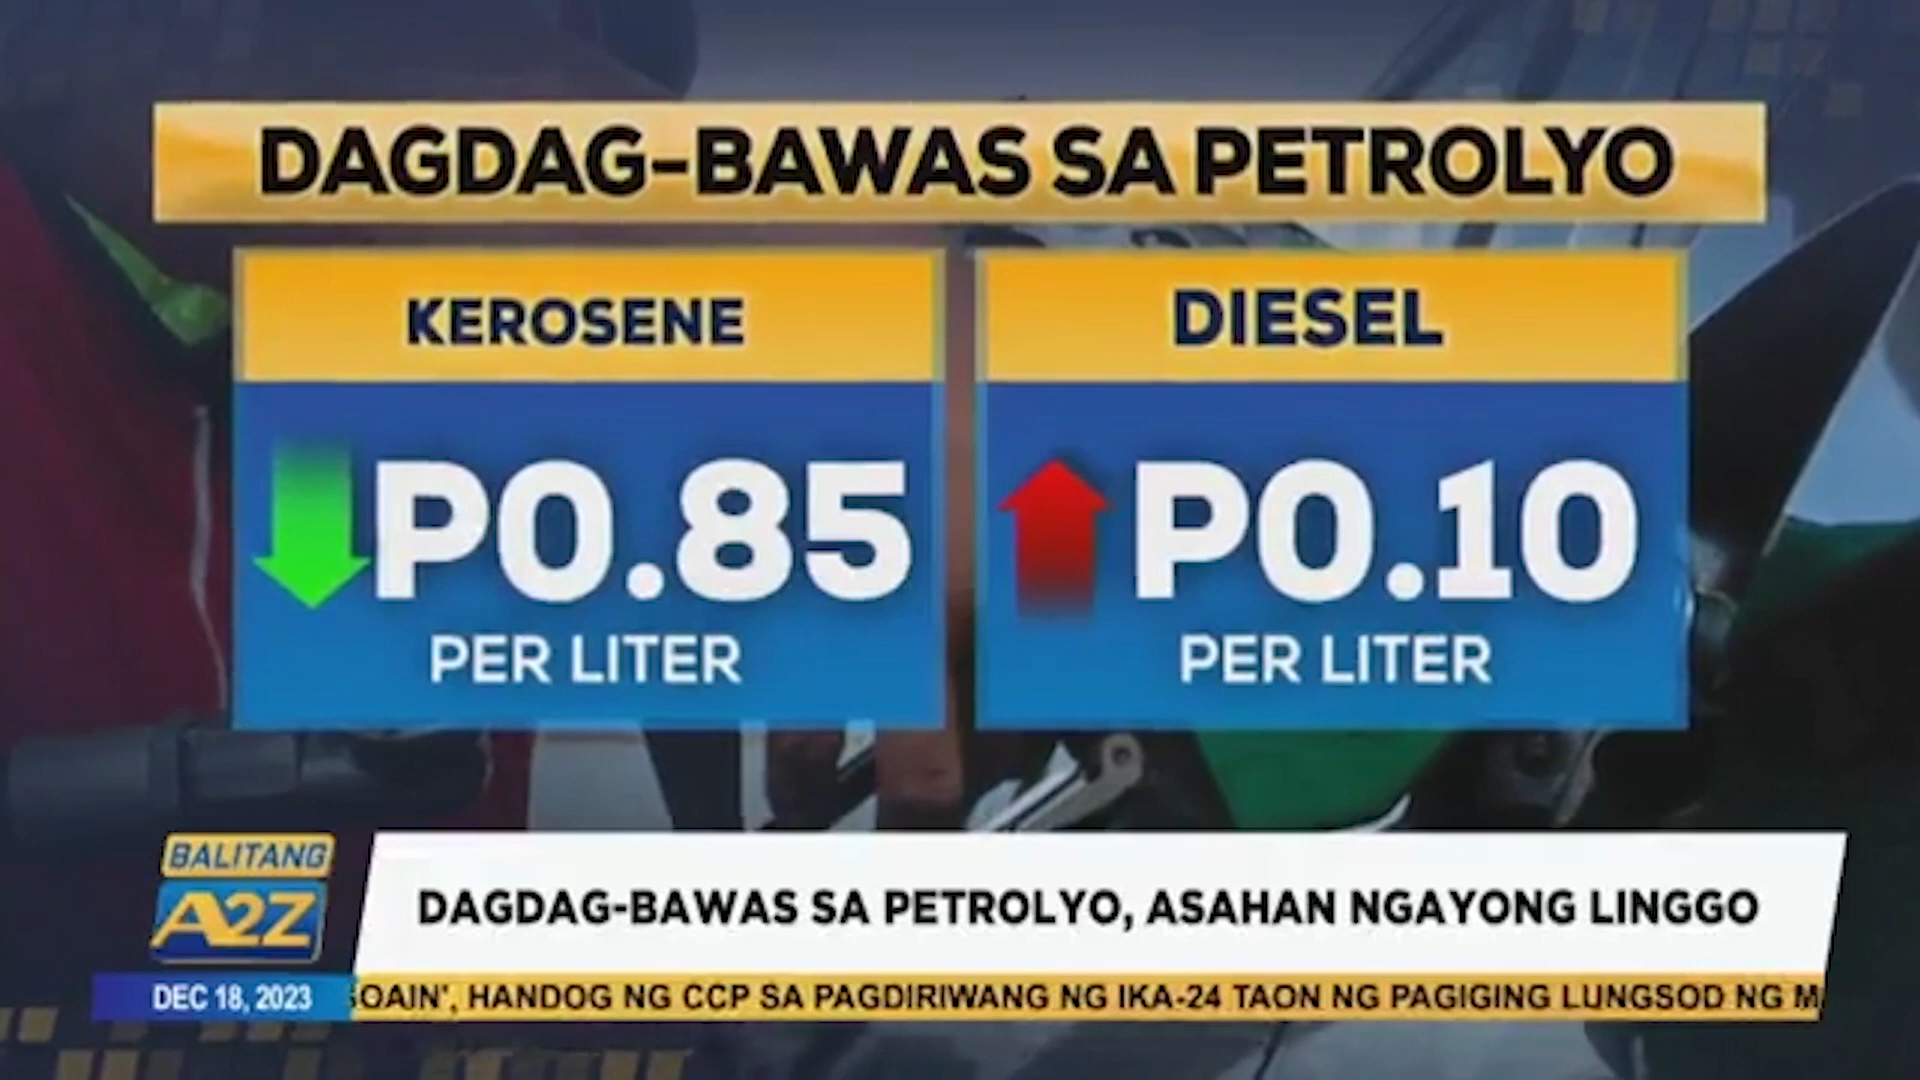 DAGDAG-BAWAS SA PETROLYO
KEROSENE
P0.85
PER LITER
DIESEL
P0.10
PER LITER
BALITANG
A2Z
DAGDAG-BAWAS SA PETROLYO, ASAHAN NGAYONG LINGGO
DEC 18, 2023
HANDOG NG CCP SA PAGDIRIWANG NG IKA-24 TAON NG PAGIGING LUNGSOD NG